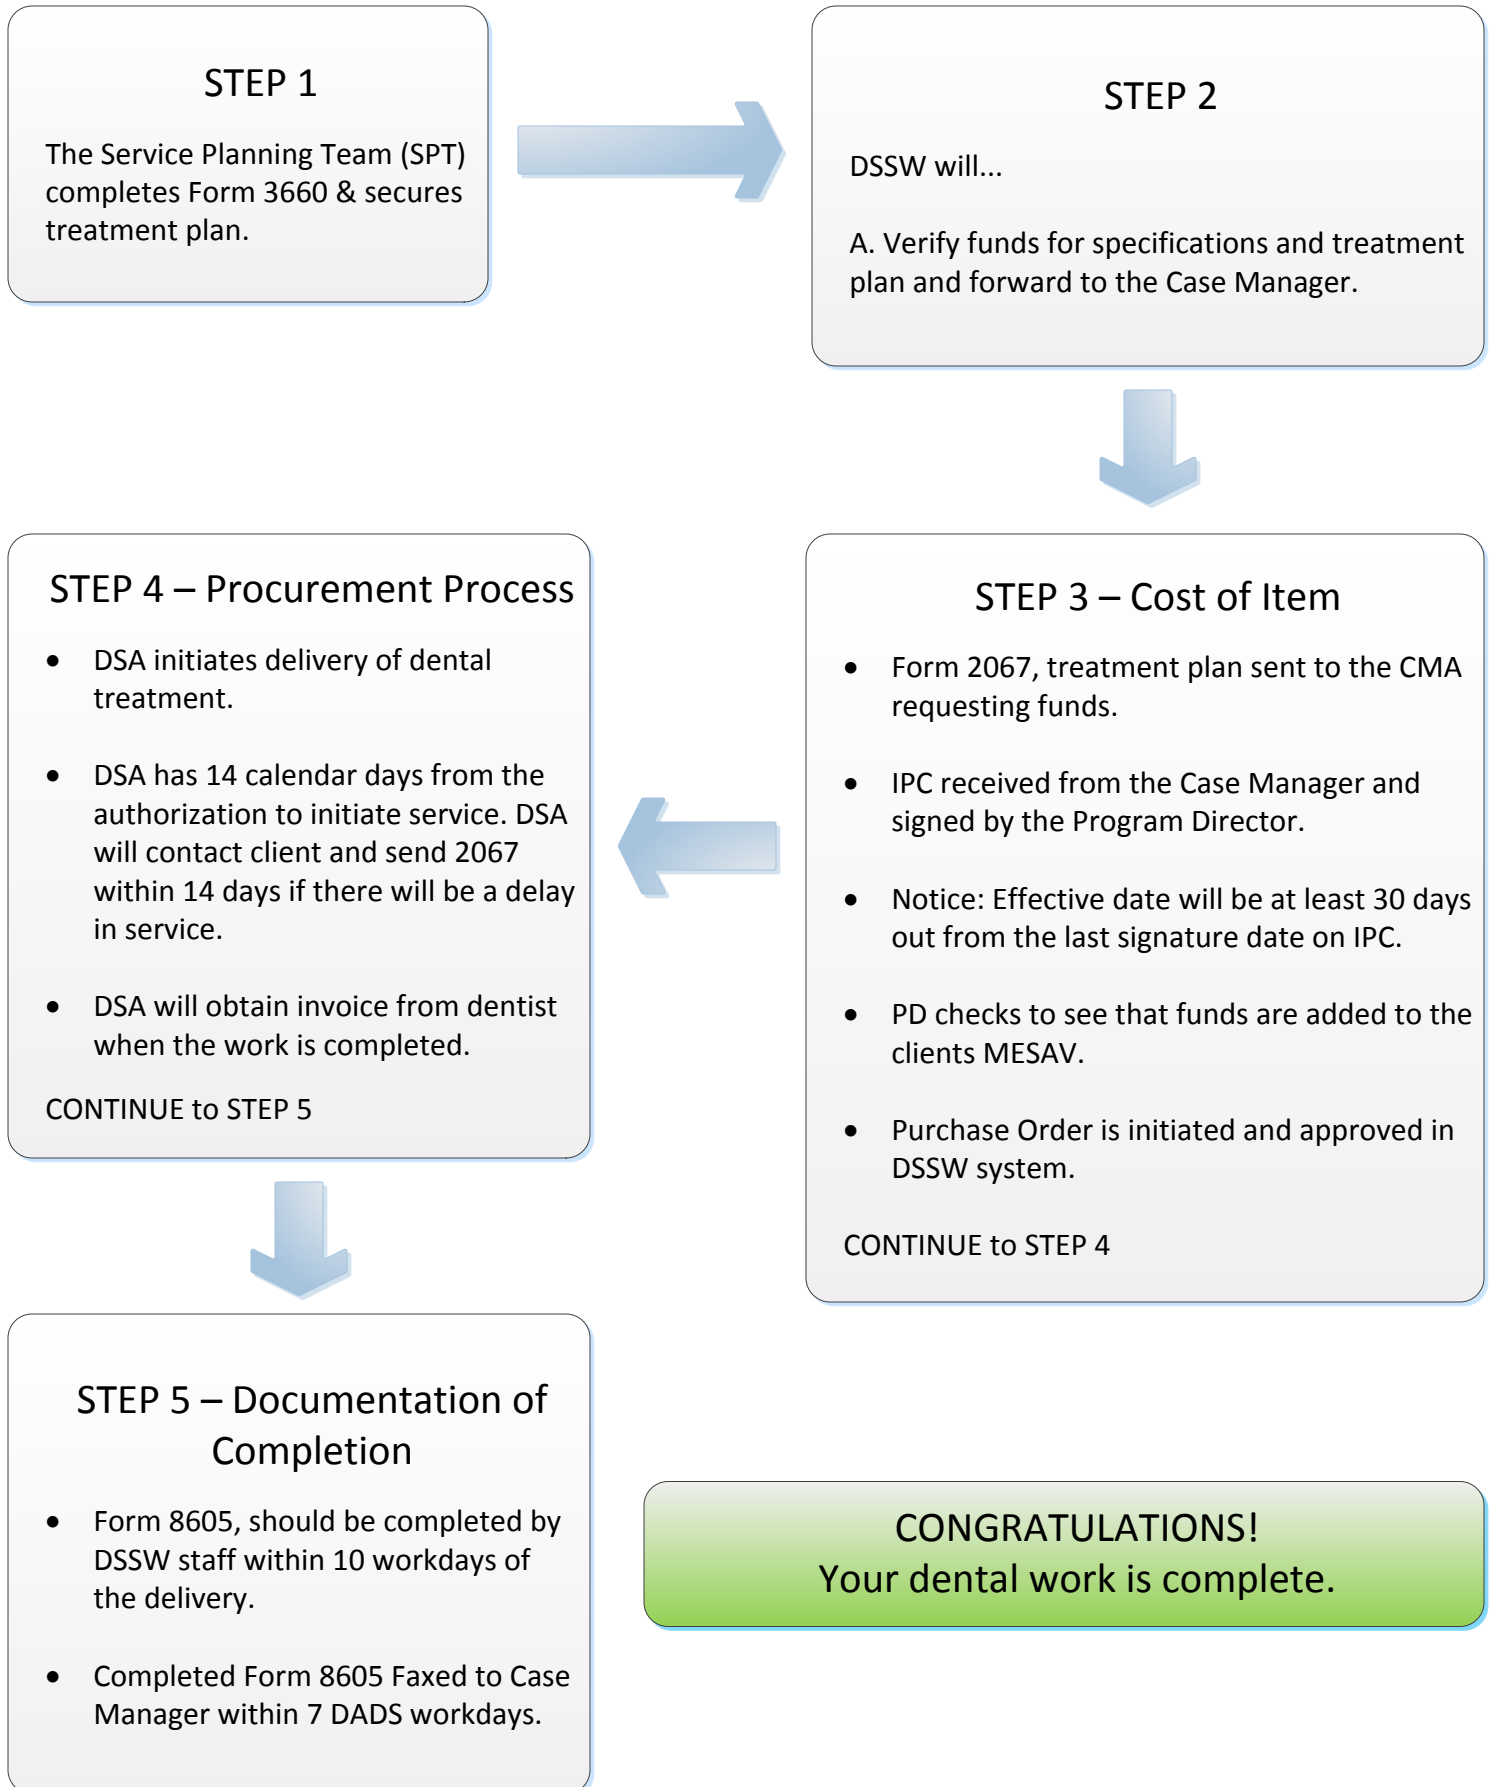 STEP 1
The Service Planning Team (SPT)
completes Form 3660 & secures
treatment plan.
STEP 2
DSSW will...
A. Verify funds for specifications and treatment
plan and forward to the Case Manager.
STEP 3 – Cost of Item
• Form 2067, treatment plan sent to the CMA
requesting funds.
• IPC received from the Case Manager and
signed by the Program Director.
• Notice: Effective date will be at least 30 days
out from the last signature date on IPC.
• PD checks to see that funds are added to the
clients MESAV.
• Purchase Order is initiated and approved in
DSSW system.
CONTINUE to STEP 4
STEP 4 – Procurement Process
• DSA initiates delivery of dental
treatment.
• DSA has 14 calendar days from the
authorization to initiate service. DSA
will contact client and send 2067
within 14 days if there will be a delay
in service.
• DSA will obtain invoice from dentist
when the work is completed.
CONTINUE to STEP 5
STEP 5 – Documentation of
Completion
• Form 8605, should be completed by
DSSW staff within 10 workdays of
the delivery.
• Completed Form 8605 Faxed to Case
Manager within 7 DADS workdays.
CONGRATULATIONS!
Your dental work is complete.